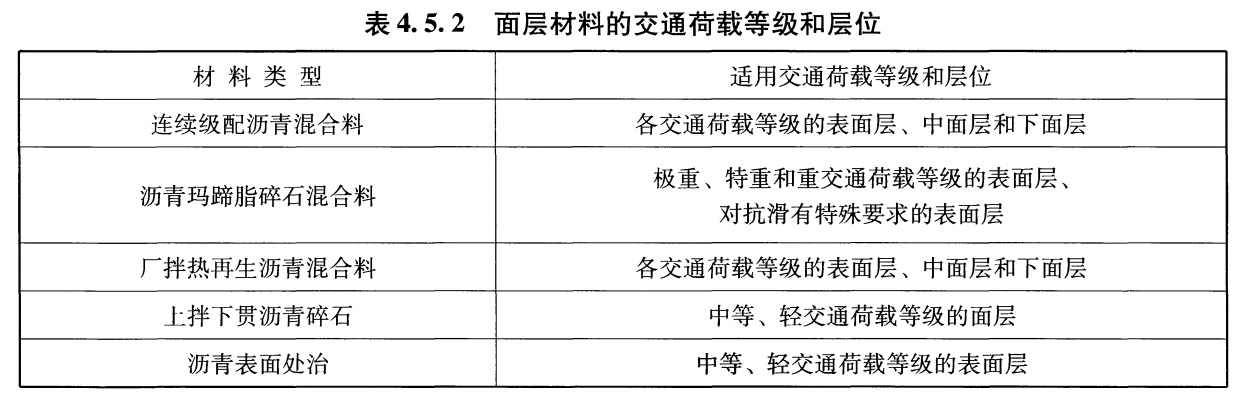 表4.5.2 面层材料的交通荷载等级和层位
材料类型 适用交通荷载等级和层位
连续级配沥青混合料 各交通荷载等级的表面层、中面层和下面层
沥青玛蹄脂碎石混合料 极重、特重和重交通荷载等级的表面层、
对抗滑有特殊要求的表面层
厂拌热再生沥青混合料 各交通荷载等级的表面层、中面层和下面层
上拌下贯沥青碎石 中等、轻交通荷载等级的面层
沥青表面处治 中等、轻交通荷载等级的表面层